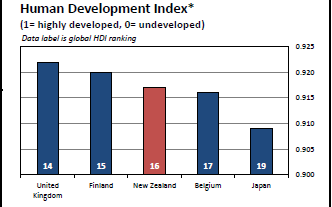 Human Development Index*
(1= highly developed, 0= undeveloped)
Data label is global HDI ranking
0.925
0.920
0.915
0.910
0.905
0.900
14
15
16
17
19
United Kingdom
Finland
New Zealand
Belgium
Japan